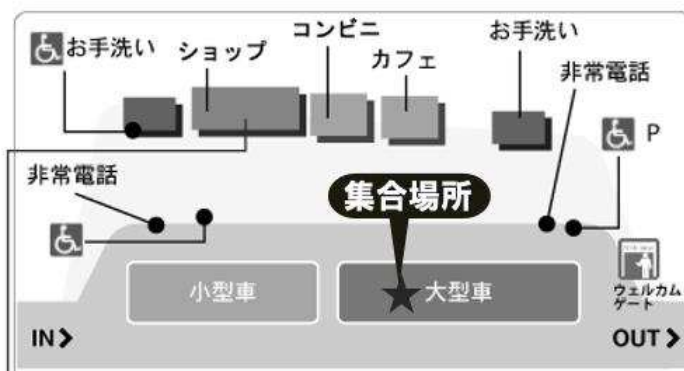 お手洗い
ショップ
コンビニ
カフェ
お手洗い
非常電話
P
非常電話
集合場所
小型車
大型車
ウェルカム
ゲート
IN >
OUT >